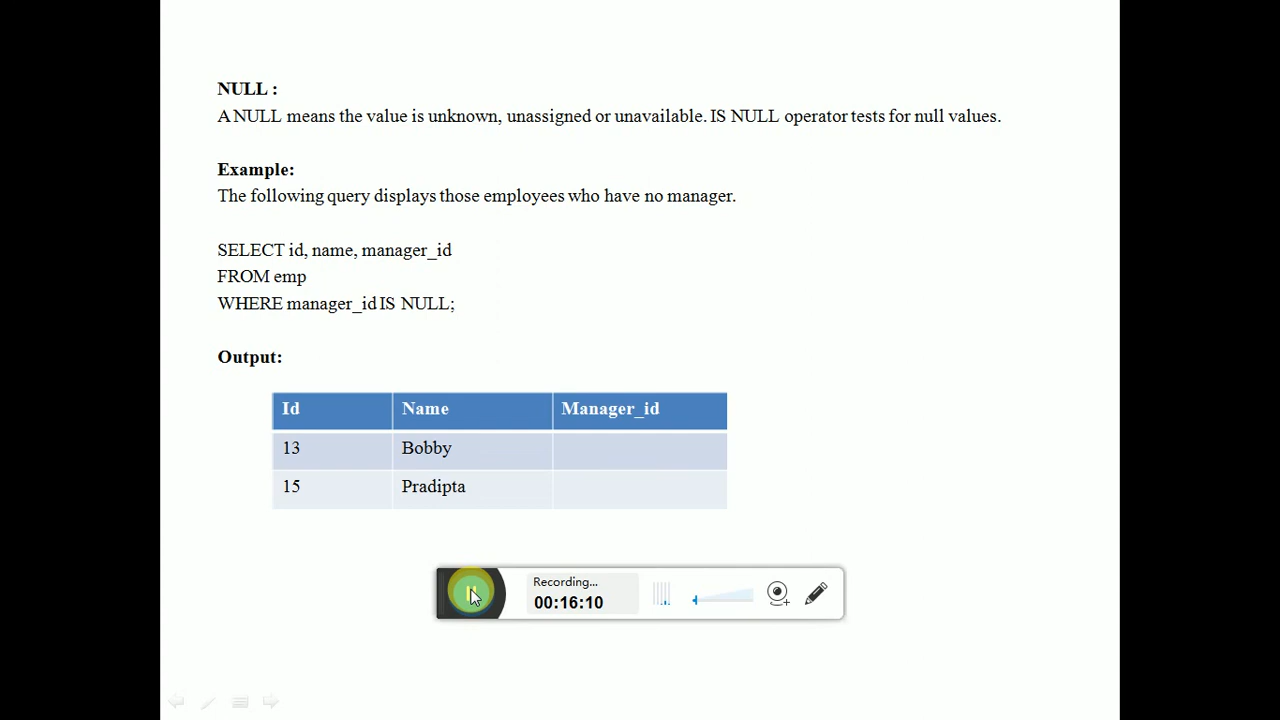 NULL :
A NULL means the value is unknown, unassigned or unavailable. IS NULL operator tests for null values.
Example:
The following query displays those employees who have no manager.
SELECT id, name, manager_id
FROM emp
WHERE manager_id IS NULL;
Output:
Id Name Manager_id
13 Bobby
15 Pradipta
Recording...
00:16:10